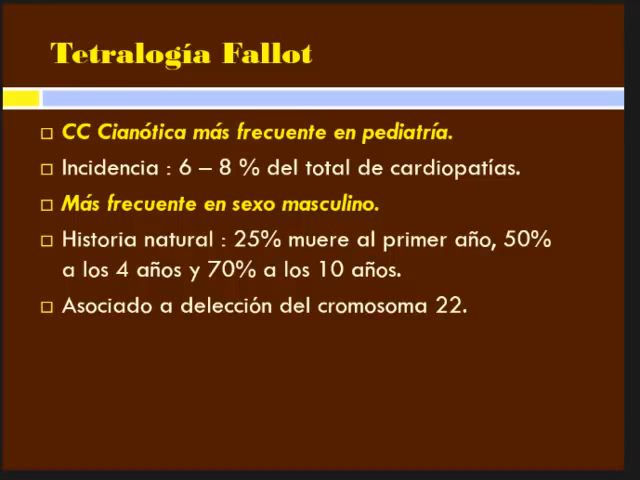 Tetralogía Fallot
CC Cianótica más frecuente en pediatría.
Incidencia : 6 – 8 % del total de cardiopatías.
Más frecuente en sexo masculino.
Historia natural : 25% muere al primer año, 50%
a los 4 años y 70% a los 10 años.
Asociado a delección del cromosoma 22.